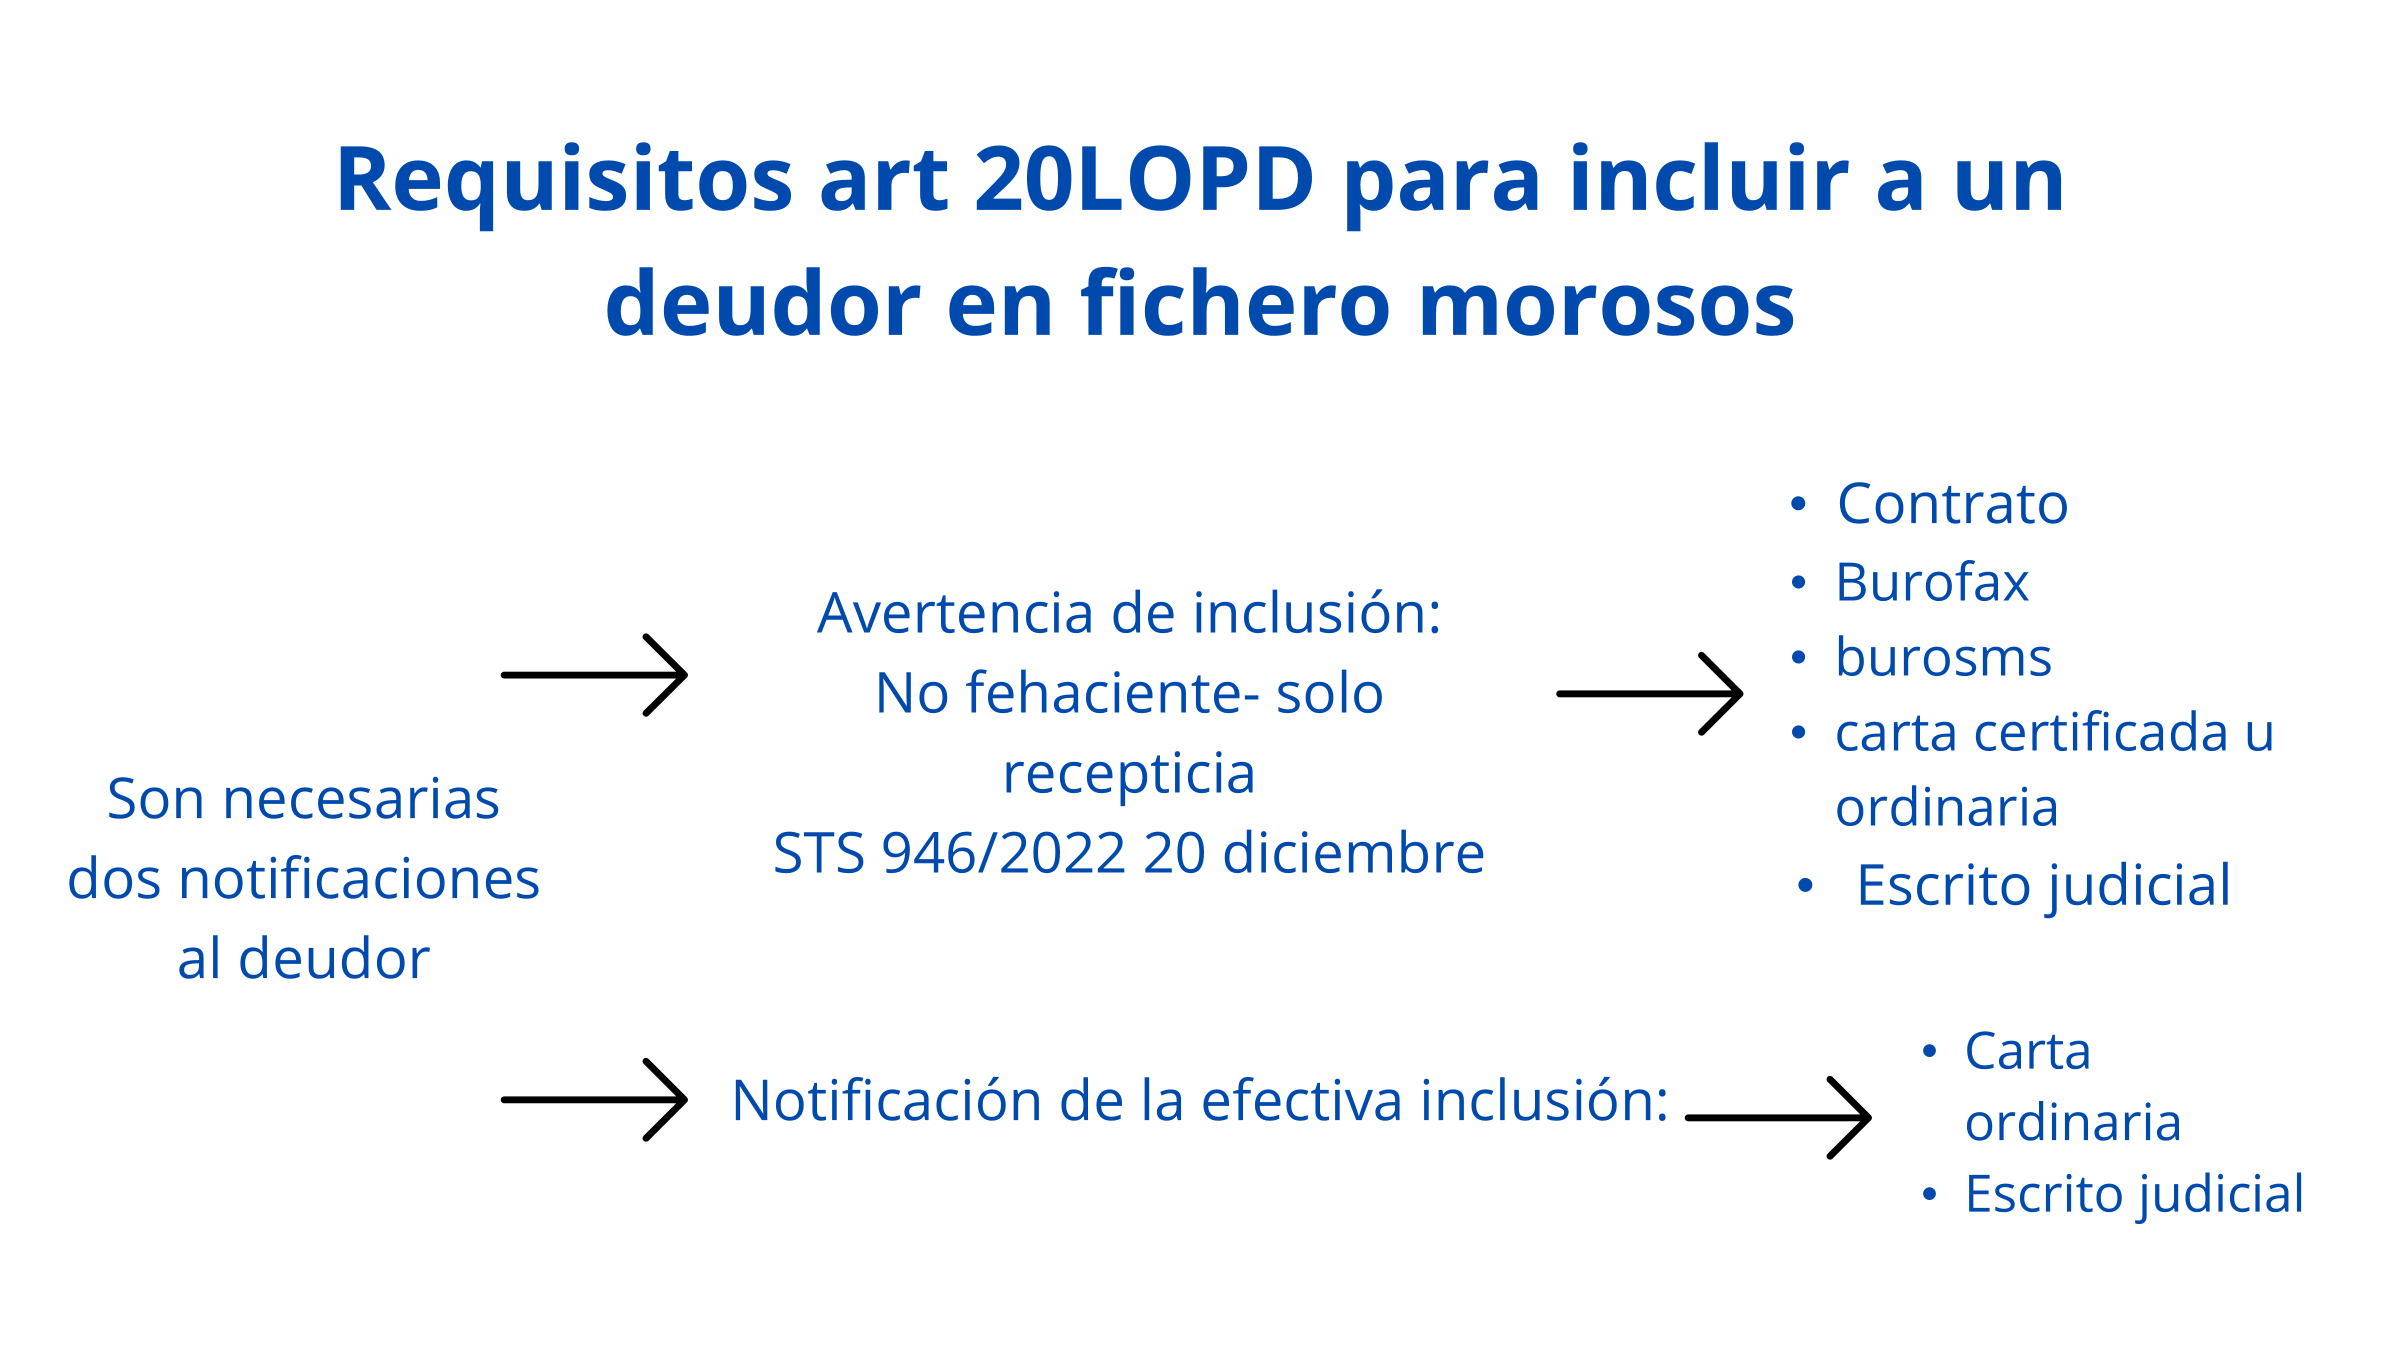 Requisitos art 20LOPD para incluir a un
deudor en fichero morosos
Son necesarias
dos notificaciones
al deudor
Avertencia de inclusión:
No fehaciente- solo
recepticia
STS 946/2022 20 diciembre
• Contrato
• Burofax
• burosms
• carta certificada u
ordinaria
• Escrito judicial
Notificación de la efectiva inclusión:
• Carta
ordinaria
• Escrito judicial